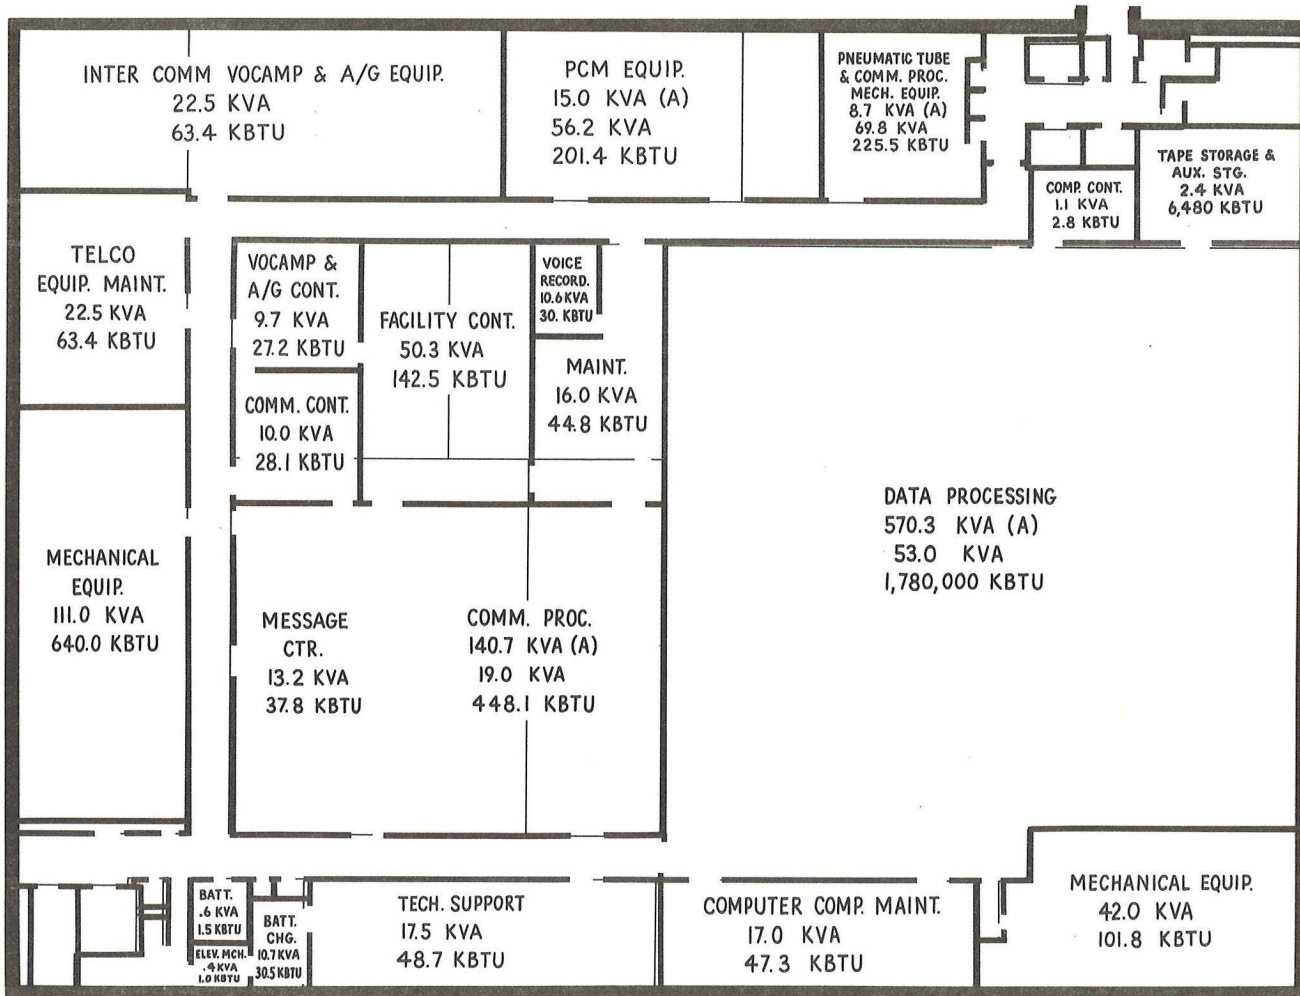 INTER COMM VOCAMP & A/G EQUIP.
22.5 KVA
63.4 KBTU
PCM EQUIP.
15.0 KVA (A)
56.2 KVA
201.4 KBTU
PNEUMATIC TUBE
& COMM. PROC.
MECH. EQUIP.
8.7 KVA (A)
69.8 KVA
225.5 KBTU
TAPE STORAGE &
AUX. STG.
2.4 KVA
6,480 KBTU
COMP. CONT.
1.1 KVA
2.8 KBTU
TELCO
EQUIP. MAINT.
22.5 KVA
63.4 KBTU
VOCAMP &
A/G CONT.
9.7 KVA
27.2 KBTU
FACILITY CONT.
50.3 KVA
142.5 KBTU
VOICE
RECORD.
10.6 KVA
30. KBTU
MAINT.
16.0 KVA
44.8 KBTU
COMM. CONT.
10.0 KVA
28.1 KBTU
DATA PROCESSING
570.3 KVA (A)
53.0 KVA
1,780,000 KBTU
MECHANICAL
EQUIP.
111.0 KVA
640.0 KBTU
MESSAGE
CTR.
13.2 KVA
37.8 KBTU
COMM. PROC.
140.7 KVA (A)
19.0 KVA
448.1 KBTU
BATT.
.6 KVA
1.5 KBTU
ELEV. MCH.
.4 KVA
1.0 KBTU
BATT.
CHG.
10.7 KVA
30.5 KBTU
TECH. SUPPORT
17.5 KVA
48.7 KBTU
COMPUTER COMP. MAINT.
17.0 KVA
47.3 KBTU
MECHANICAL EQUIP.
42.0 KVA
101.8 KBTU